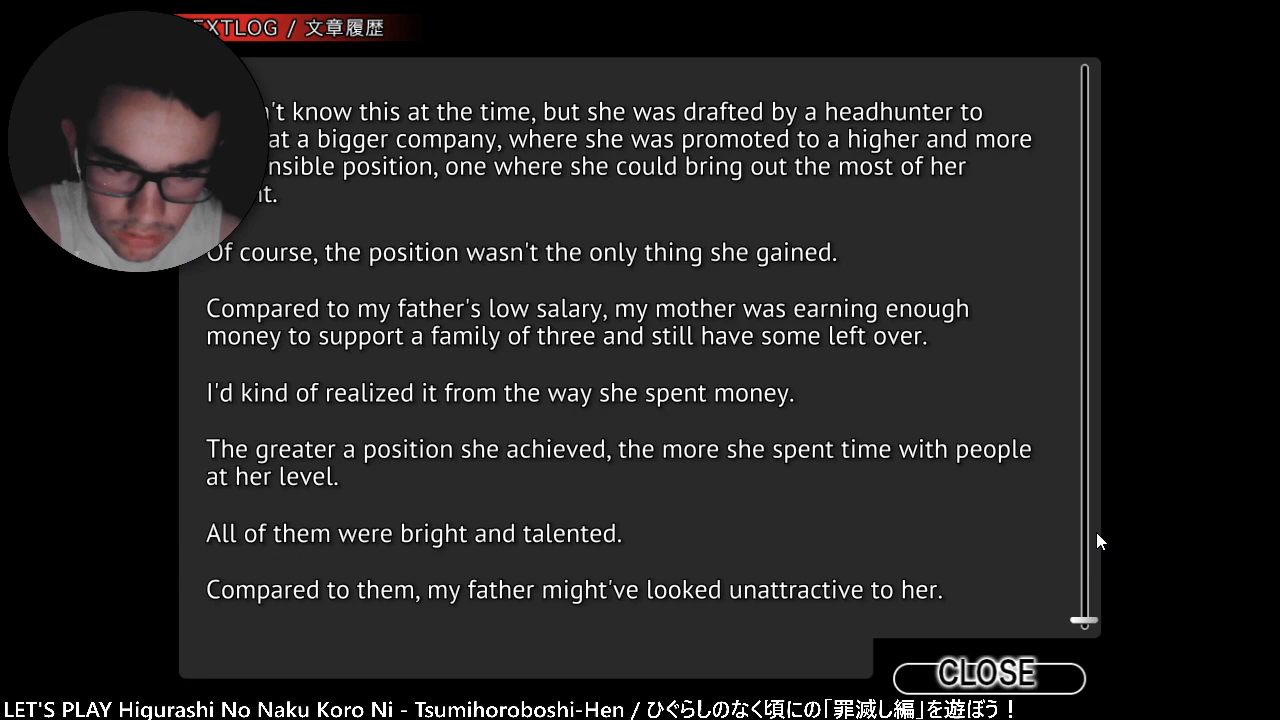 EXTLOG / 文章履歴
't know this at the time, but she was drafted by a headhunter to
at a bigger company, where she was promoted to a higher and more
nsible position, one where she could bring out the most of her
nt.
Of course, the position wasn't the only thing she gained.
Compared to my father's low salary, my mother was earning enough
money to support a family of three and still have some left over.
I'd kind of realized it from the way she spent money.
The greater a position she achieved, the more she spent time with people
at her level.
All of them were bright and talented.
Compared to them, my father might've looked unattractive to her.
CLOSE
LET'S PLAY Higurashi No Naku Koro Ni - Tsumihoroboshi-Hen / ひぐらしのなく頃にの「罪滅し編」を遊ぼう！